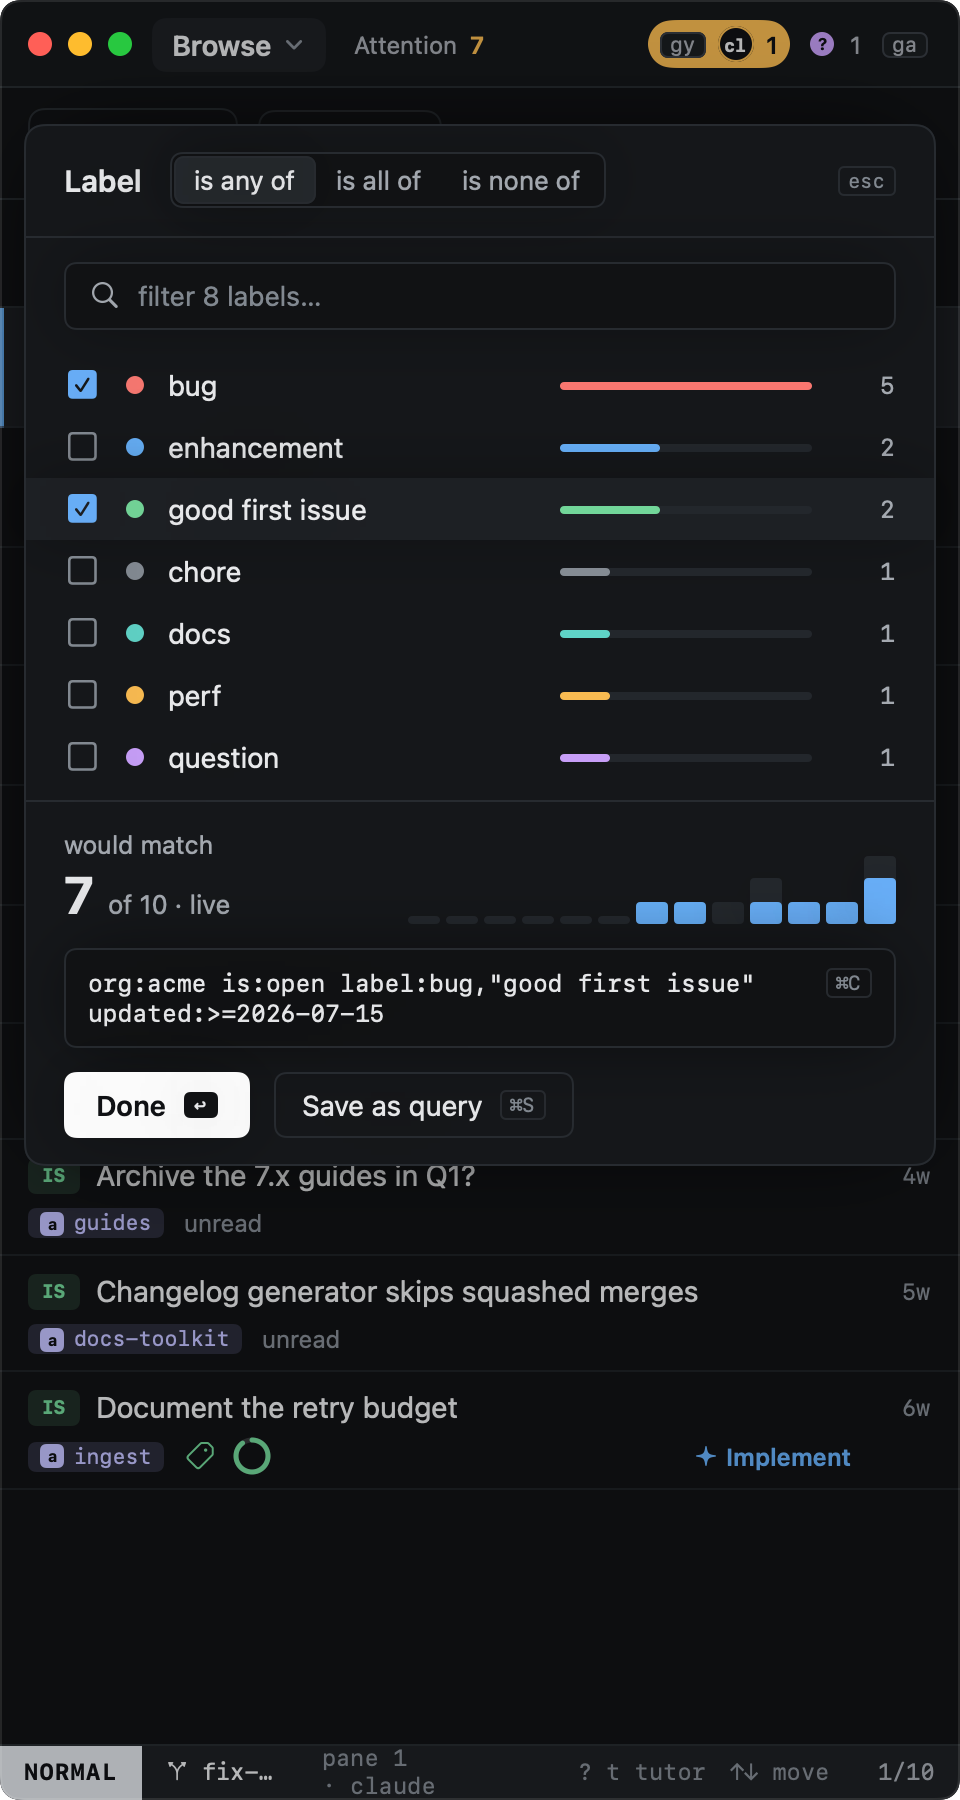 Browse Attention 7 gy cl 1 ? 1 ga
Label is any of is all of is none of esc
filter 8 labels...
bug 5
enhancement 2
good first issue 2
chore 1
docs 1
perf 1
question 1
would match
7 of 10 · live
org:acme is:open label:bug,"good first issue" ⌘C
updated:>=2026-07-15
Done ↩ Save as query ⌘S
IS Archive the 7.x guides in Q1? 4w
a guides unread
IS Changelog generator skips squashed merges 5w
a docs-toolkit unread
IS Document the retry budget 6w
a ingest Implement
NORMAL fix-… pane 1 · claude ? t tutor ↑↓ move 1/10